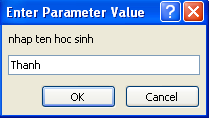 Enter Parameter Value
nhap ten hoc sinh
Thanh
OK
Cancel